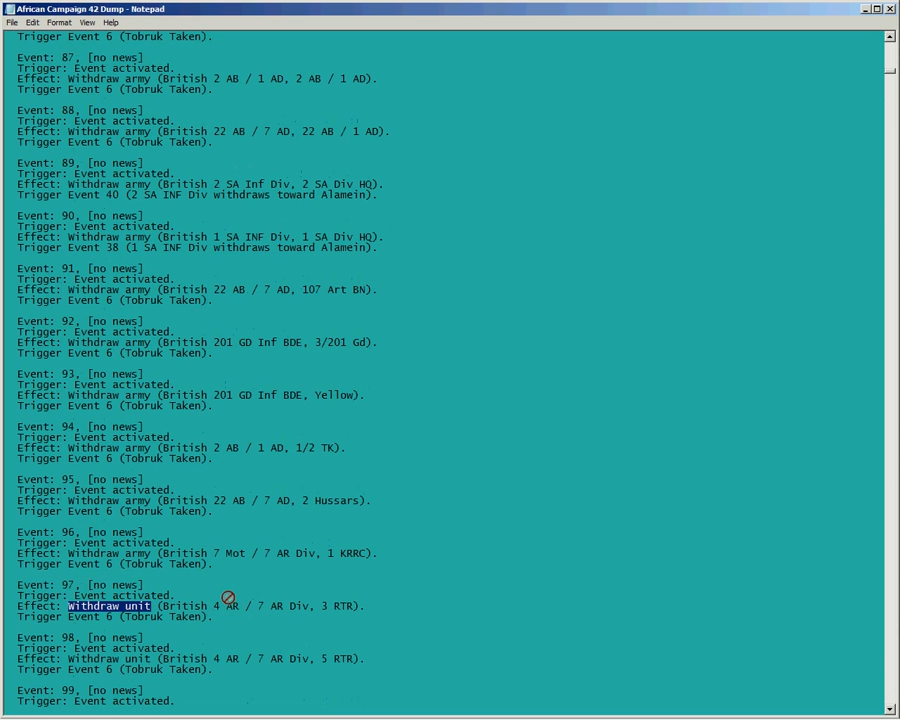 African Campaign 42 Dump - Notepad
File Edit Format View Help
Trigger Event 6 (Tobruk Taken).
Event: 87, [no news]
Trigger: Event activated.
Effect: Withdraw army (British 2 AB / 1 AD, 2 AB / 1 AD).
Trigger Event 6 (Tobruk Taken).
Event: 88, [no news]
Trigger: Event activated.
Effect: Withdraw army (British 22 AB / 7 AD, 22 AB / 1 AD).
Trigger Event 6 (Tobruk Taken).
Event: 89, [no news]
Trigger: Event activated.
Effect: Withdraw army (British 2 SA Inf Div, 2 SA Div HQ).
Trigger Event 40 (2 SA INF Div withdraws toward Alamein).
Event: 90, [no news]
Trigger: Event activated.
Effect: Withdraw army (British 1 SA INF Div, 1 SA Div HQ).
Trigger Event 38 (1 SA INF Div withdraws toward Alamein).
Event: 91, [no news]
Trigger: Event activated.
Effect: Withdraw army (British 22 AB / 7 AD, 107 Art BN).
Trigger Event 6 (Tobruk Taken).
Event: 92, [no news]
Trigger: Event activated.
Effect: Withdraw army (British 201 GD Inf BDE, 3/201 Gd).
Trigger Event 6 (Tobruk Taken).
Event: 93, [no news]
Trigger: Event activated.
Effect: Withdraw army (British 201 GD Inf BDE, Yellow).
Trigger Event 6 (Tobruk Taken).
Event: 94, [no news]
Trigger: Event activated.
Effect: Withdraw army (British 2 AB / 1 AD, 1/2 TK).
Trigger Event 6 (Tobruk Taken).
Event: 95, [no news]
Trigger: Event activated.
Effect: Withdraw army (British 22 AB / 7 AD, 2 Hussars).
Trigger Event 6 (Tobruk Taken).
Event: 96, [no news]
Trigger: Event activated.
Effect: Withdraw army (British 7 Mot / 7 AR Div, 1 KRRC).
Trigger Event 6 (Tobruk Taken).
Event: 97, [no news]
Trigger: Event activated.
Effect: Withdraw unit (British 4 AR / 7 AR Div, 3 RTR).
Trigger Event 6 (Tobruk Taken).
Event: 98, [no news]
Trigger: Event activated.
Effect: Withdraw unit (British 4 AR / 7 AR Div, 5 RTR).
Trigger Event 6 (Tobruk Taken).
Event: 99, [no news]
Trigger: Event activated.